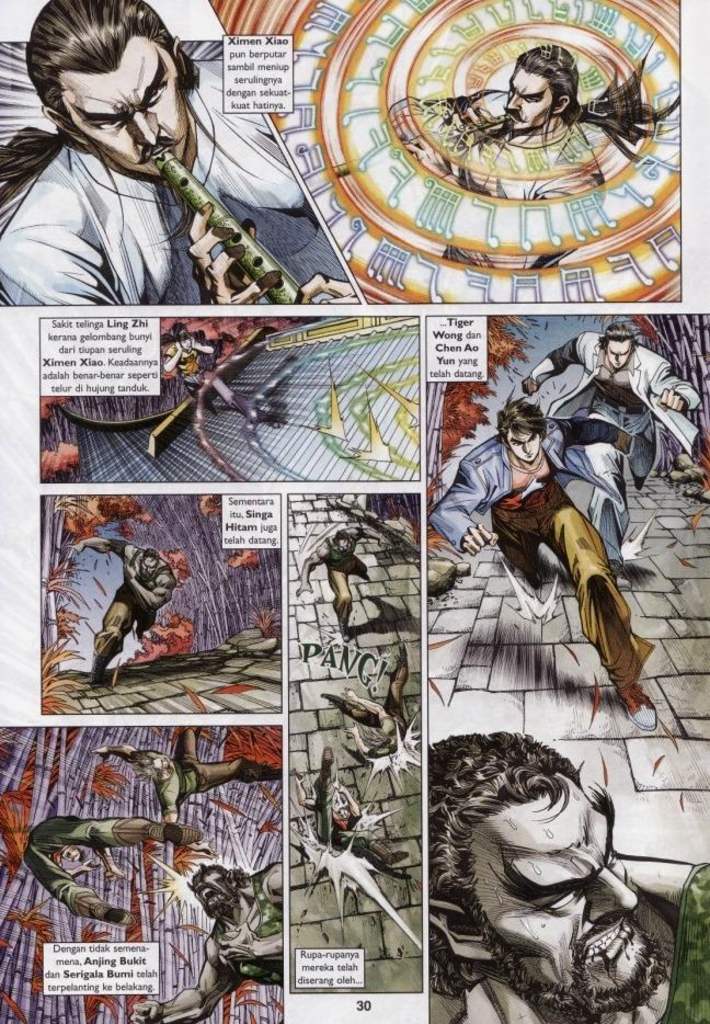 Ximen Xiao
pun berputar
sambil meniup
serulingnya
dengan sekuat-
kuat hatinya.
Sakit telinga Ling Zhi
kerana gelombang bunyi
dari tiupan seruling
Ximen Xiao. Keadaannya
adalah benar-benar seperti
telur di hujung tanduk.
...Tiger
Wong dan
Chen Ao
Yun yang
telah datang.
Sementara
itu, Singa
Hitam juga
telah datang.
PANG!
Dengan tidak semena-
mena, Anjing Bukit
dan Serigala Bumi telah
terpelanting ke belakang.
Rupa-rupanya
mereka telah
diserang oleh...
30